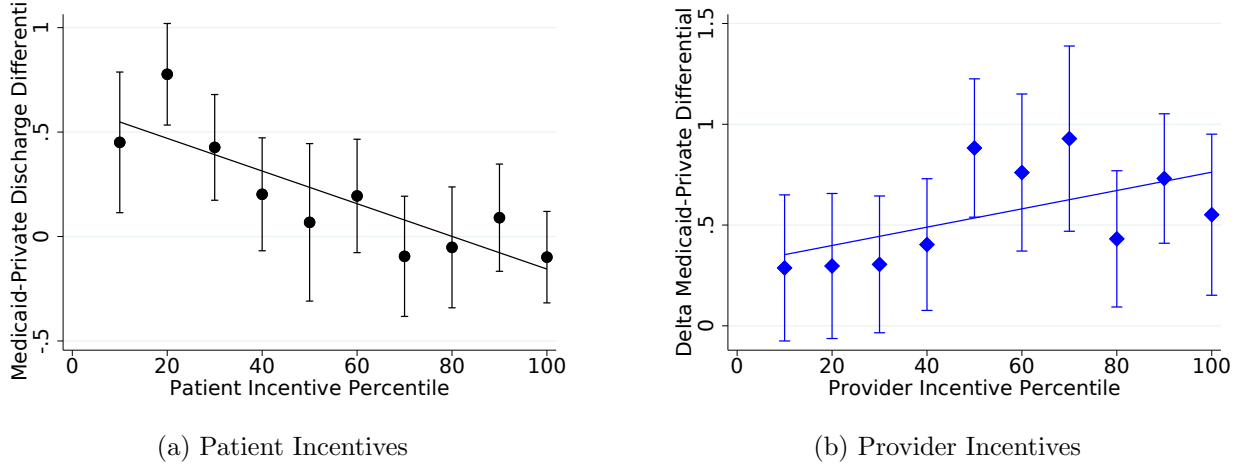 Medicaid-Private Discharge Differential
1
.5
0
-.5
0 20 40 60 80 100
Patient Incentive Percentile
(a) Patient Incentives
Delta Medicaid-Private Differential
1.5
1
.5
0
0 20 40 60 80 100
Provider Incentive Percentile
(b) Provider Incentives